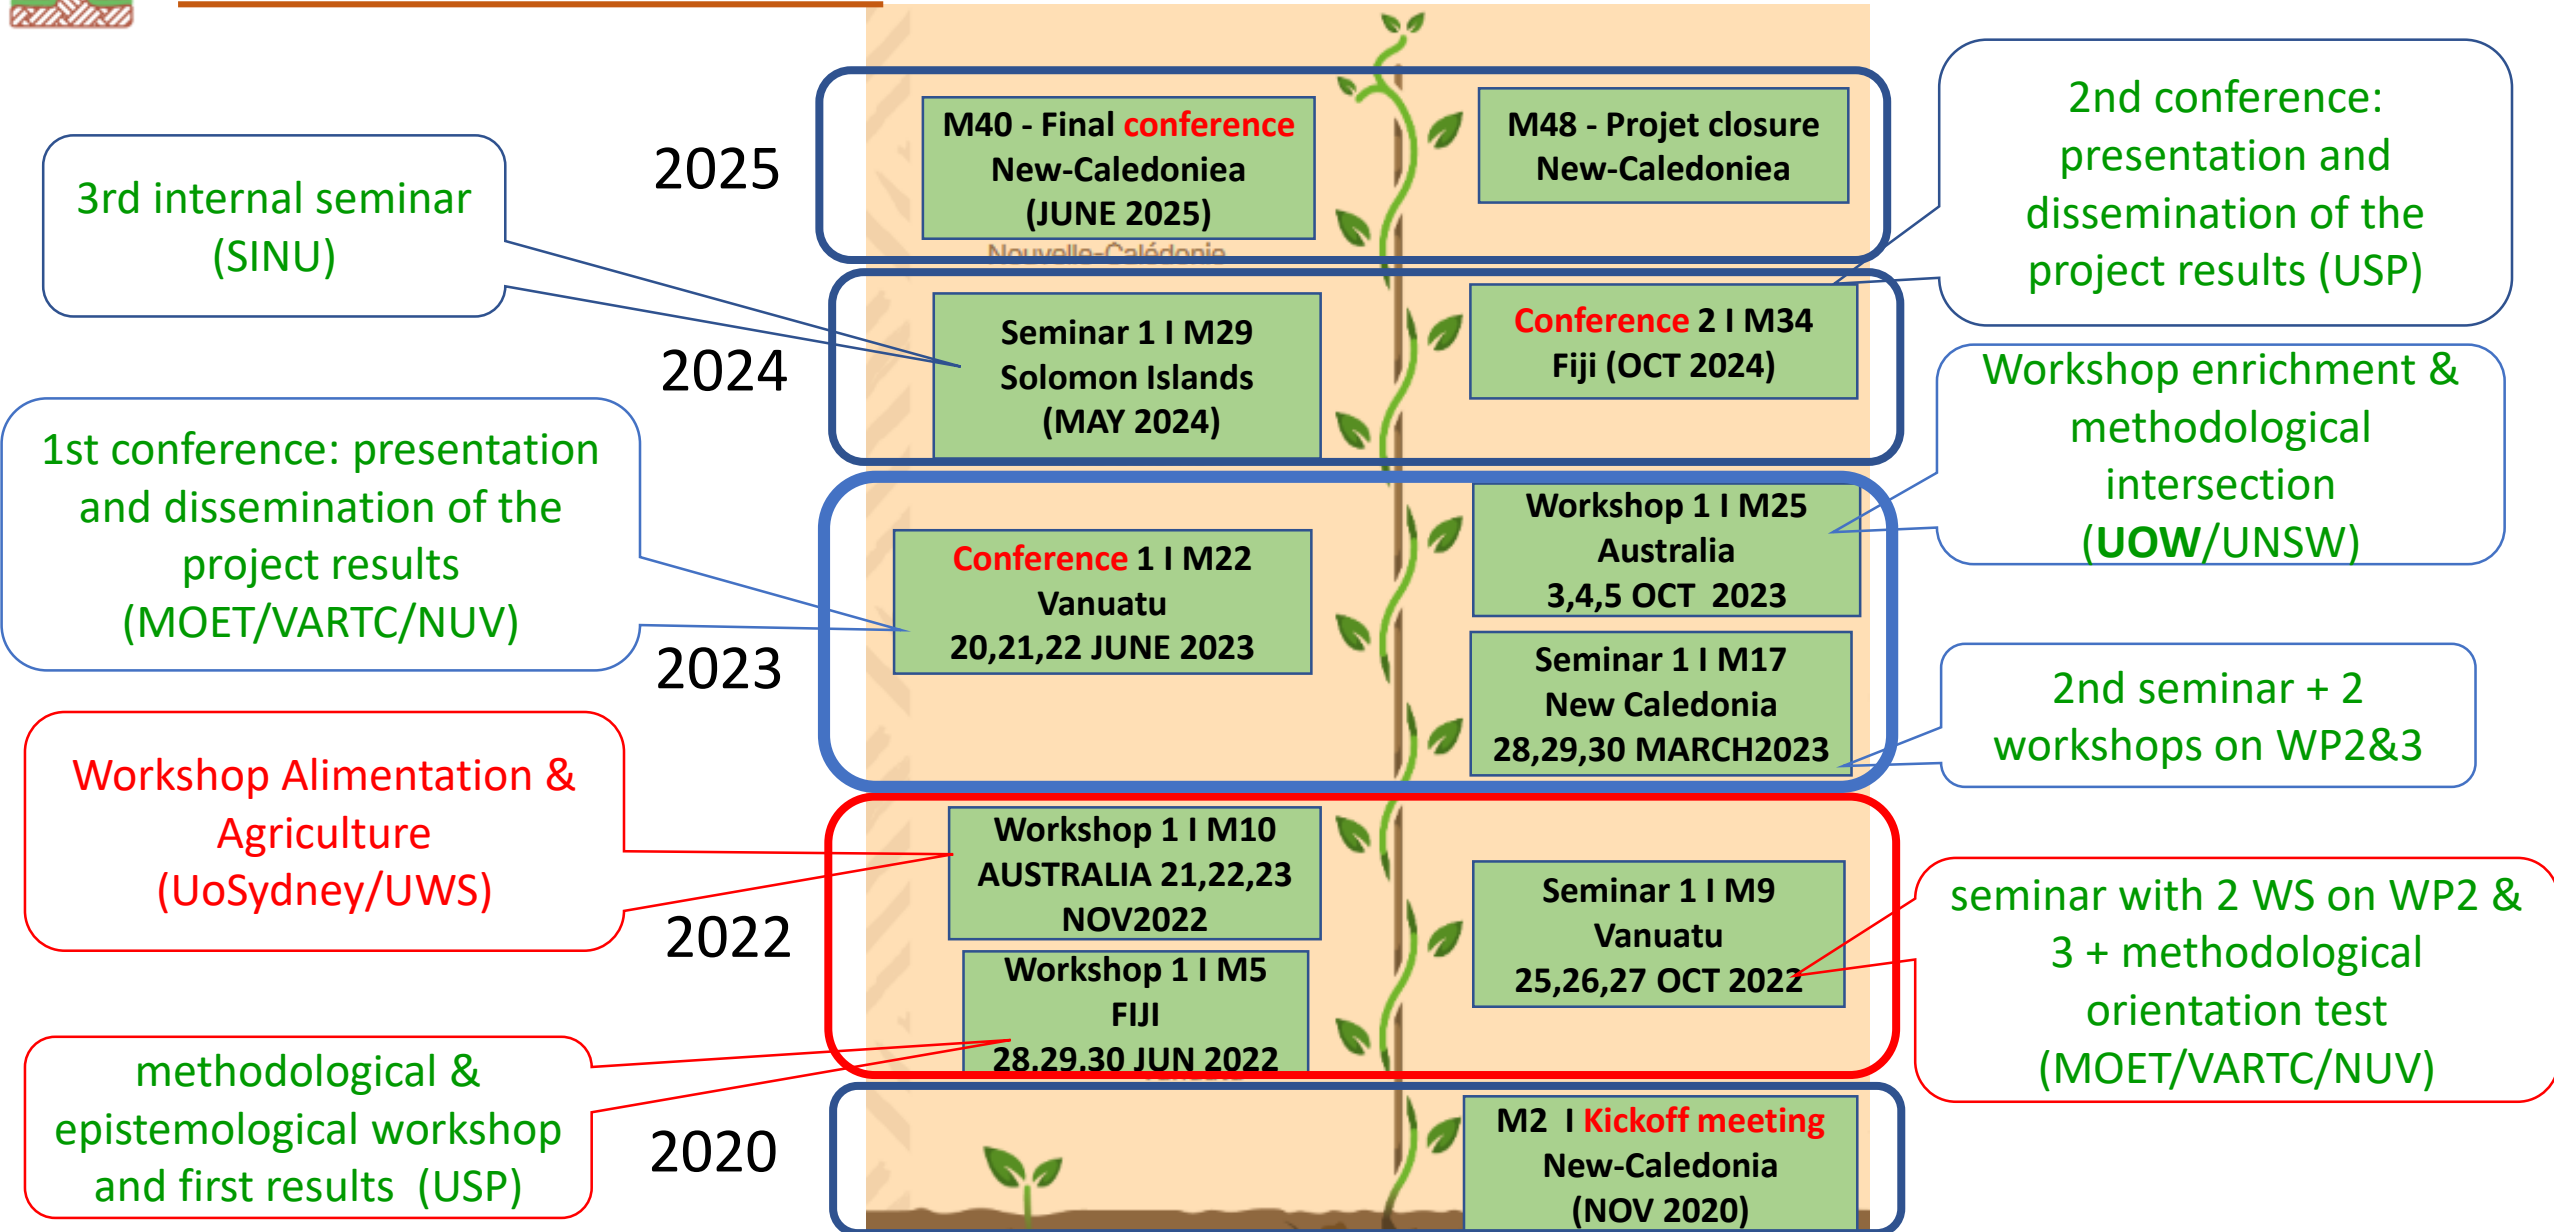 2025
M40 - Final conference
New-Caledoniea
(JUNE 2025)
M48 - Projet closure
New-Caledoniea
Nouvelle-Calédonie
2nd conference:
presentation and
dissemination of the
project results (USP)
3rd internal seminar
(SINU)
2024
Seminar 1 I M29
Solomon Islands
(MAY 2024)
Conference 2 I M34
Fiji (OCT 2024)
Workshop enrichment &
methodological
intersection
(UOW/UNSW)
1st conference: presentation
and dissemination of the
project results
(MOET/VARTC/NUV)
2023
Conference 1 I M22
Vanuatu
20,21,22 JUNE 2023
Workshop 1 I M25
Australia
3,4,5 OCT 2023
Seminar 1 I M17
New Caledonia
28,29,30 MARCH2023
2nd seminar + 2
workshops on WP2&3
Workshop Alimentation &
Agriculture
(UoSydney/UWS)
2022
Workshop 1 I M10
AUSTRALIA 21,22,23
NOV2022
Workshop 1 I M5
FIJI
28,29,30 JUN 2022
Seminar 1 I M9
Vanuatu
25,26,27 OCT 2022
seminar with 2 WS on WP2 &
3 + methodological
orientation test
(MOET/VARTC/NUV)
methodological &
epistemological workshop
and first results (USP)
2020
M2 I Kickoff meeting
New-Caledonia
(NOV 2020)